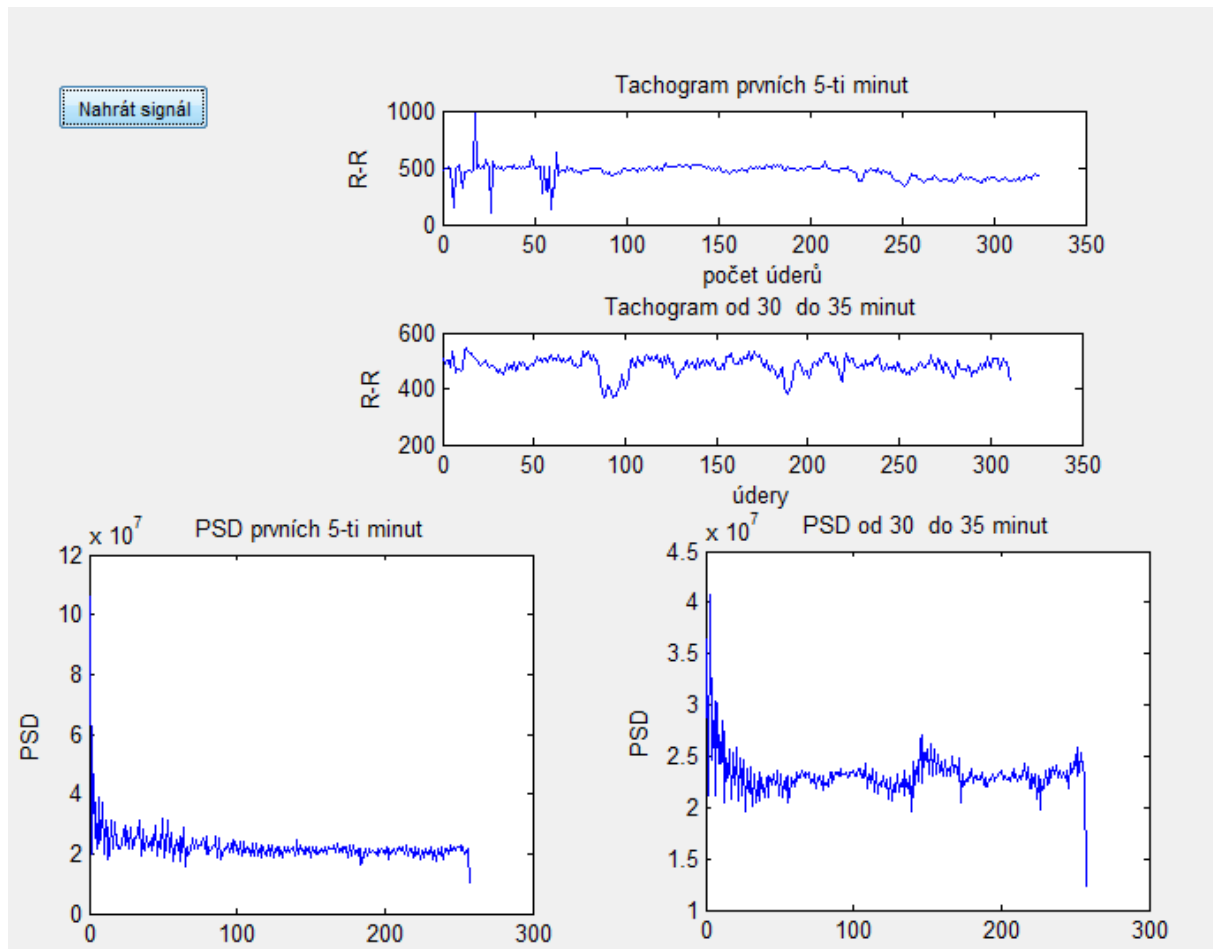 Nahrát signál
Tachogram prvních 5-ti minut
1000
500
0
R-R
0 50 100 150 200 250 300 350
počet úderů
Tachogram od 30 do 35 minut
600
400
200
R-R
0 50 100 150 200 250 300 350
údery
x 10^7
PSD prvních 5-ti minut
12
10
8
6
4
2
0
PSD
0 100 200 300
x 10^7
PSD od 30 do 35 minut
4.5
4
3.5
3
2.5
2
1.5
1
PSD
0 100 200 300